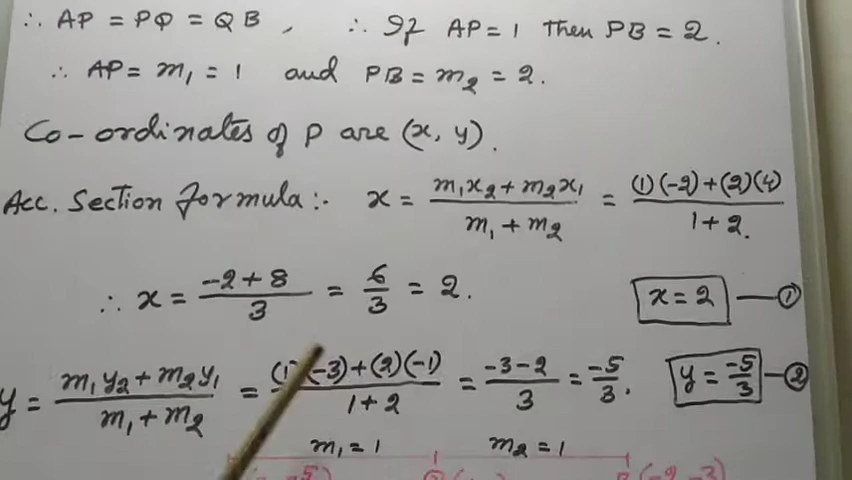 ∴ AP = PQ = QB, ∴ If AP = 1 then PB = 2.
∴ AP = m₁ = 1 and PB = m₂ = 2.
Co-ordinates of P are (x, y).
Acc. Section formula:- x = (m₁x₂ + m₂x₁)/(m₁ + m₂) = ((1)(-2) + (2)(4))/(1 + 2.)
∴ x = (-2 + 8)/3 = 6/3 = 2. x = 2 — ①
y = (m₁y₂ + m₂y₁)/(m₁ + m₂) = ((1)(-3) + (2)(-1))/(1 + 2) = (-3 - 2)/3 = -5/3. y = -5/3 — ②
m₁ = 1 m₂ = 1
(-2, -3)